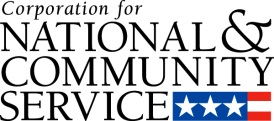 Corporation for
NATIONAL &
COMMUNITY
SERVICE